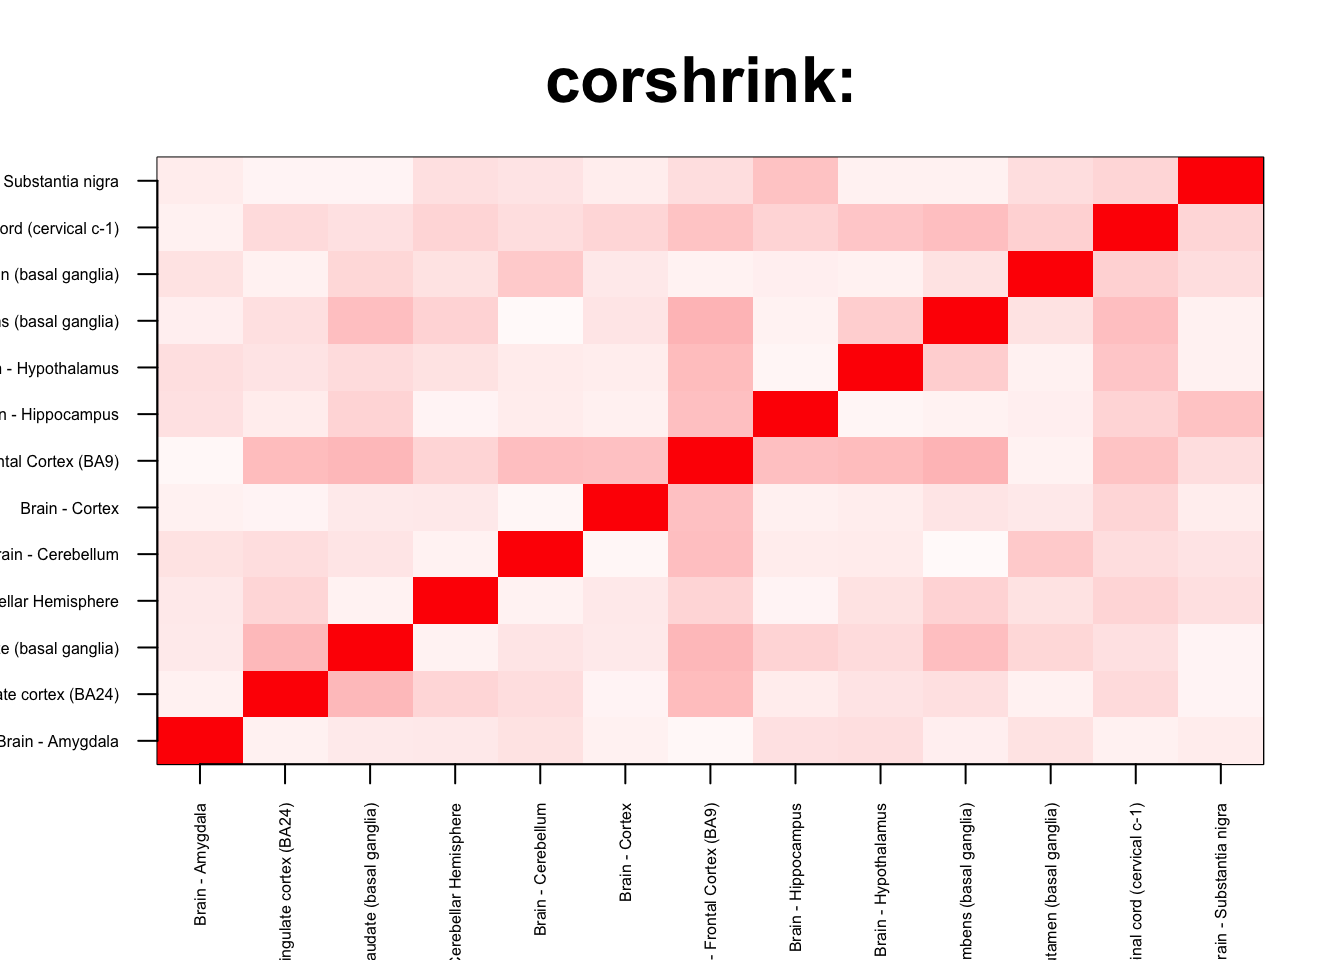 corshrink:
Substantia nigra
ord (cervical c-1)
n (basal ganglia)
s (basal ganglia)
- Hypothalamus
n - Hippocampus
ntal Cortex (BA9)
Brain - Cortex
rain - Cerebellum
ellar Hemisphere
te (basal ganglia)
ate cortex (BA24)
Brain - Amygdala
Brain - Amygdala
ingulate cortex (BA24)
audate (basal ganglia)
Cerebellar Hemisphere
Brain - Cerebellum
Brain - Cortex
- Frontal Cortex (BA9)
Brain - Hippocampus
Brain - Hypothalamus
mbens (basal ganglia)
utamen (basal ganglia)
inal cord (cervical c-1)
rain - Substantia nigra